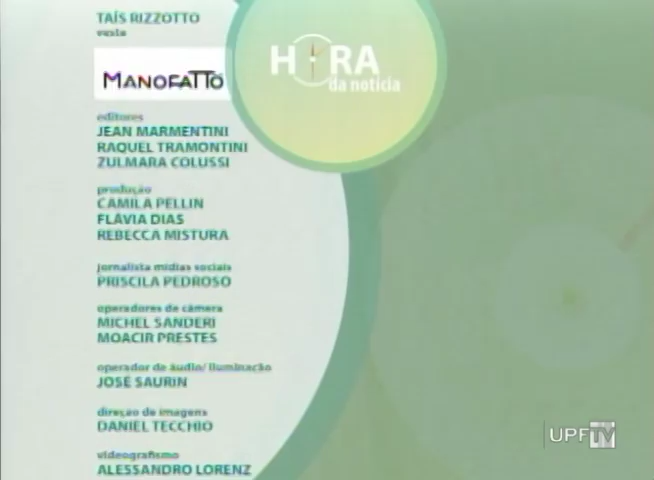 TAÍS RIZZOTTO
veste
MANOFATTO
HORA
da notícia
editores
JEAN MARMENTINI
RAQUEL TRAMONTINI
ZULMARA COLUSSI
produção
CAMILA PELLIN
FLÁVIA DIAS
REBECCA MISTURA
jornalista mídias sociais
PRISCILA PEDROSO
operadores de câmera
MICHEL SANDERI
MOACIR PRESTES
operador de áudio/ iluminação
JOSÉ SAURIN
direção de imagens
DANIEL TECCHIO
videografismo
ALESSANDRO LORENZ
UPFTV